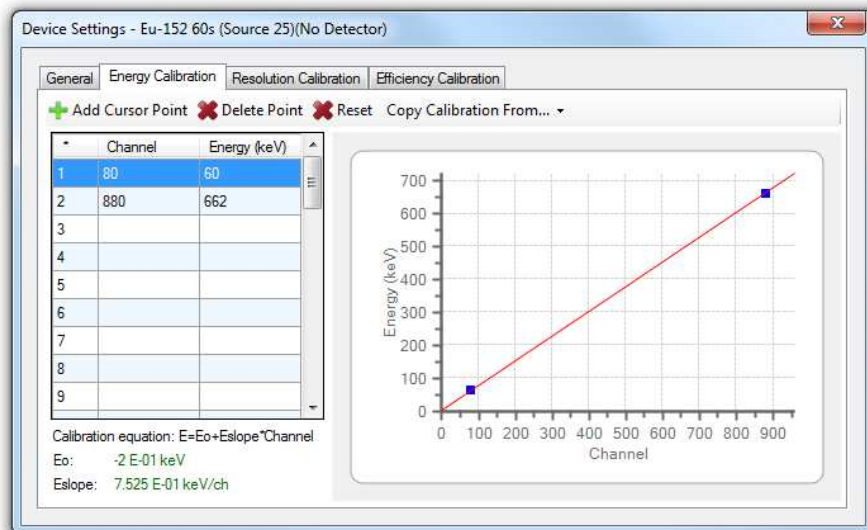 Device Settings - Eu-152 60s (Source 25)(No Detector)
General Energy Calibration Resolution Calibration Efficiency Calibration
Add Cursor Point Delete Point Reset Copy Calibration From...
* Channel Energy (keV)
1 80 60
2 880 662
3
4
5
6
7
8
9
Calibration equation: E=Eo+Eslope*Channel
Eo: -2 E-01 keV
Eslope: 7.525 E-01 keV/ch
Energy (keV)
700
600
500
400
300
200
100
0
0 100 200 300 400 500 600 700 800 900
Channel